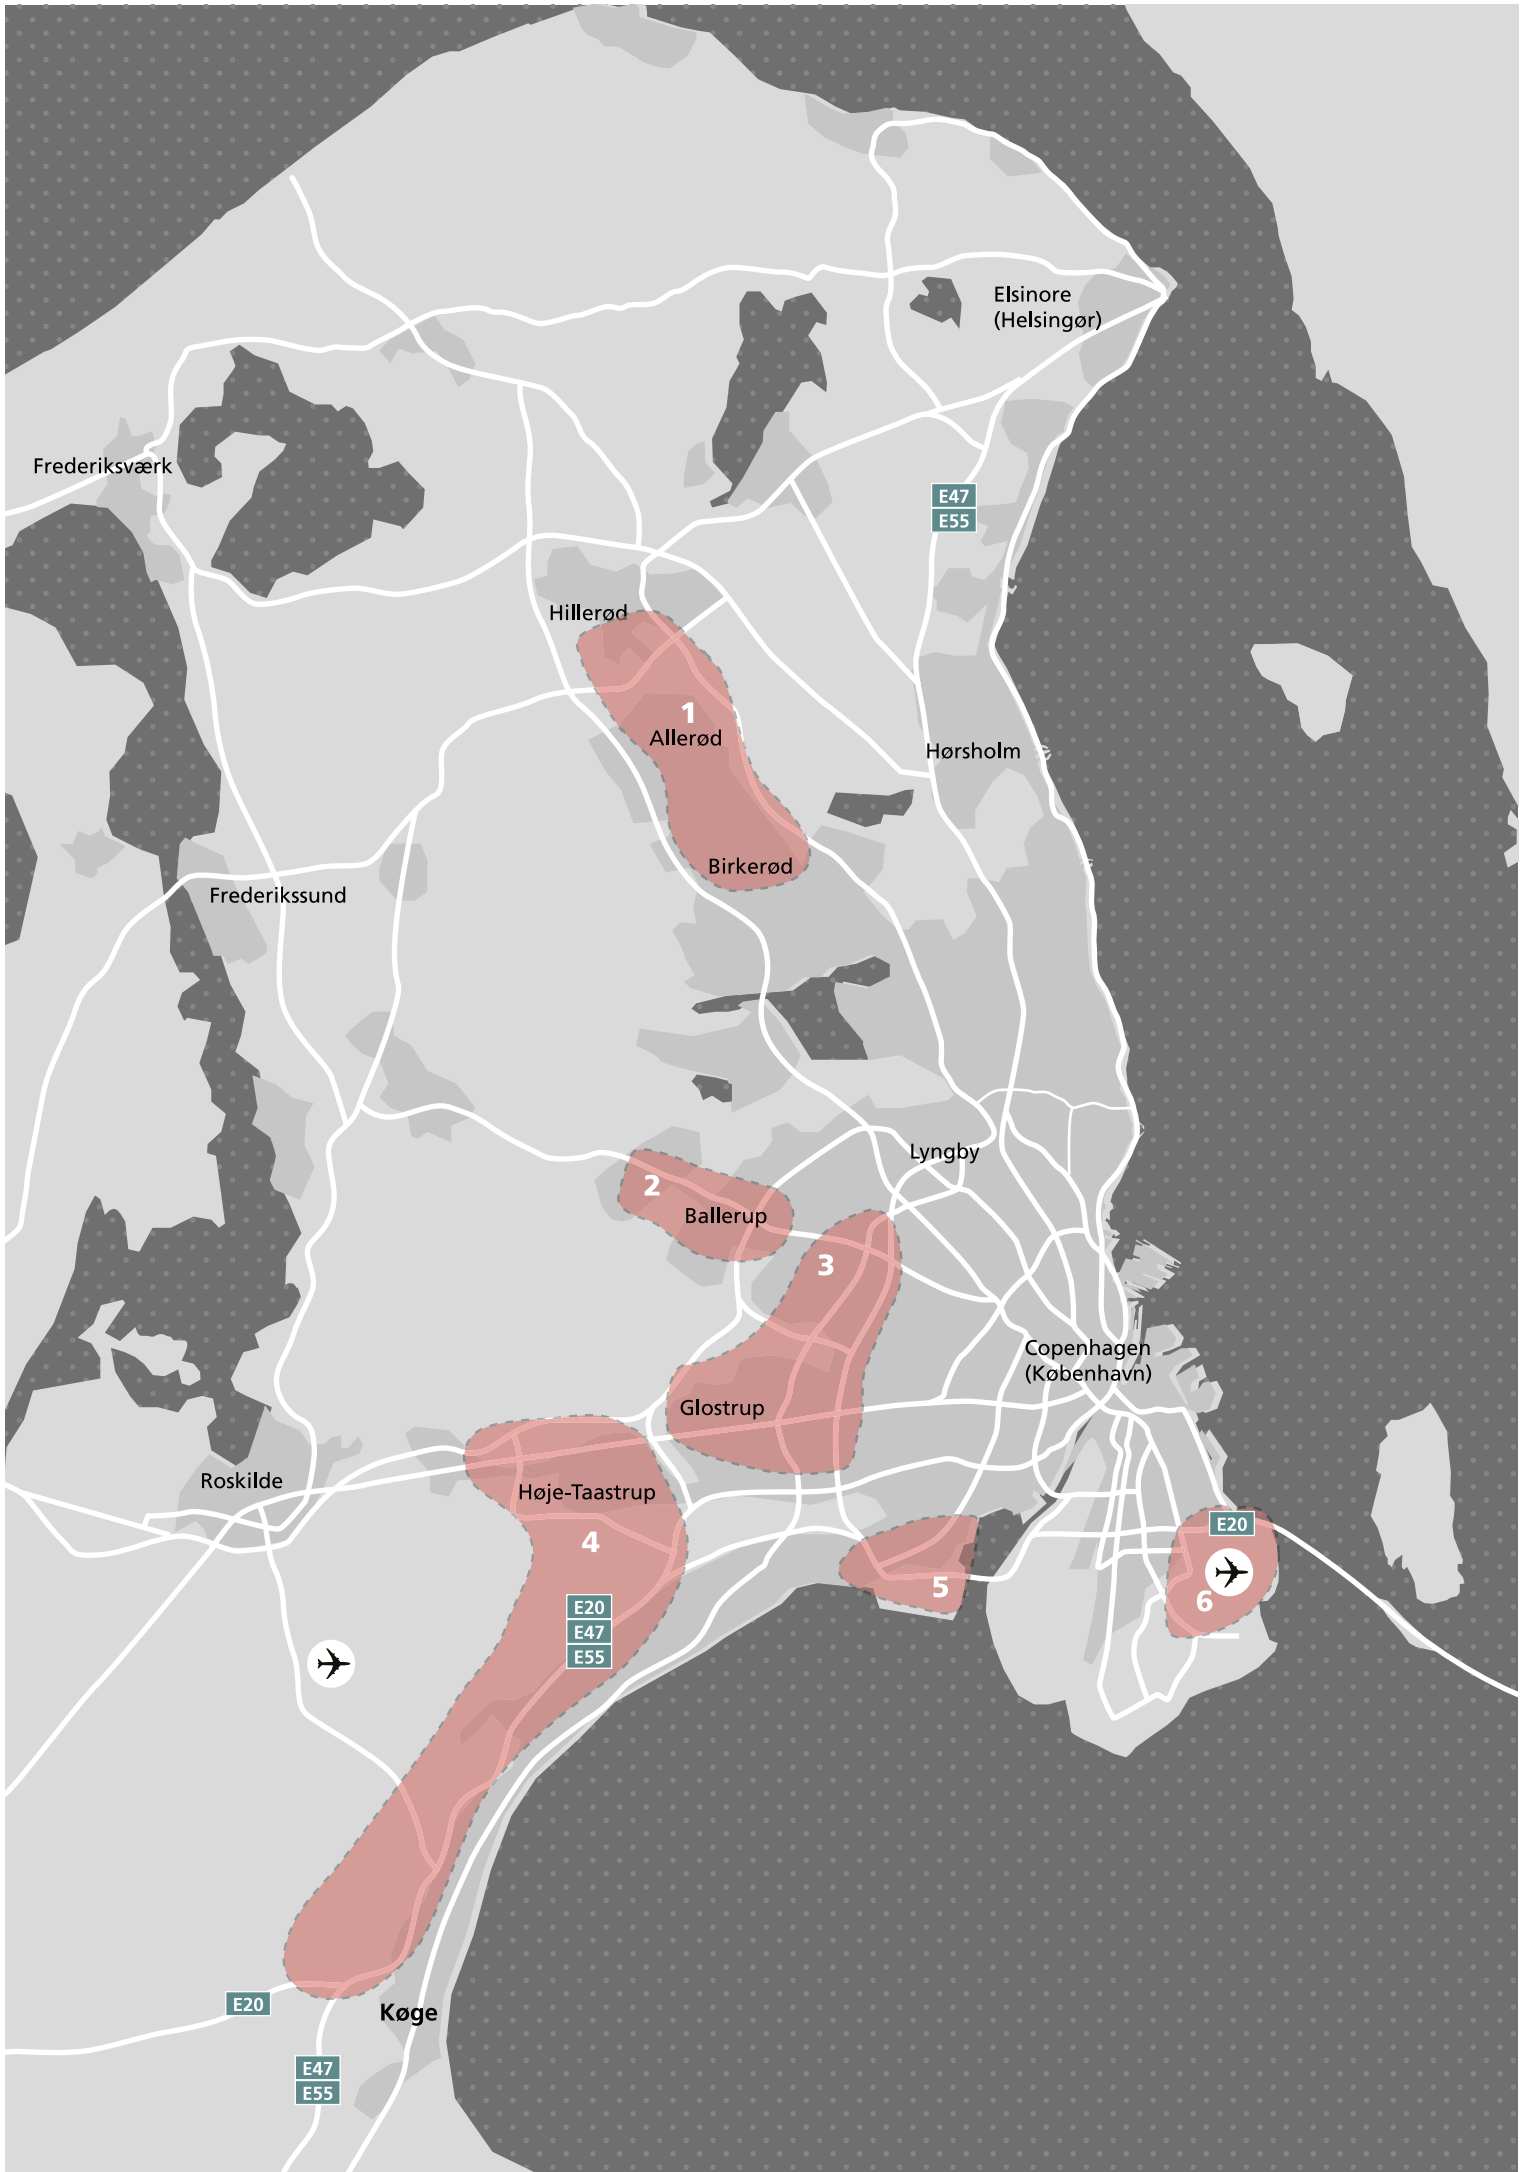 Elsinore
(Helsingør)
Frederiksværk
E47
E55
Hillerød
1
Allerød
Hørsholm
Birkerød
Frederikssund
Lyngby
2
Ballerup
3
Copenhagen
(København)
Glostrup
Roskilde
Høje-Taastrup
4
E20
5
6
E20
E47
E55
E20
Køge
E47
E55